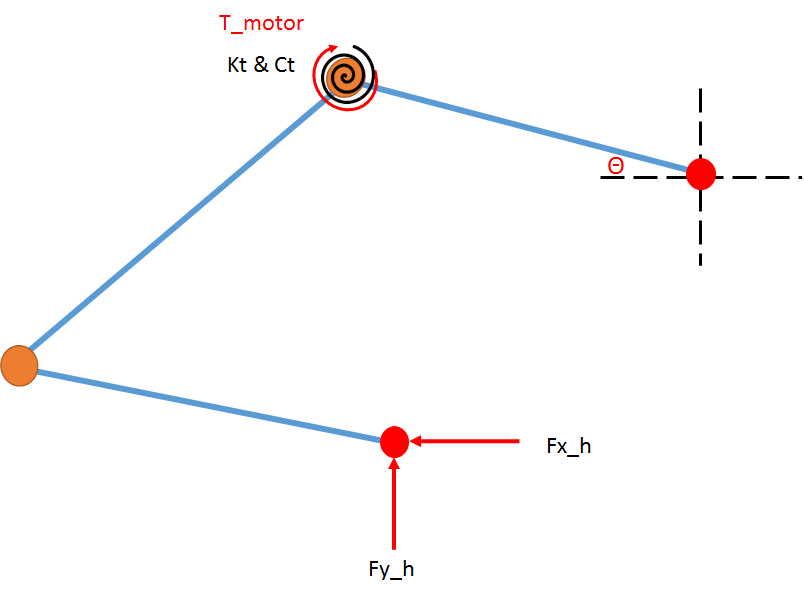 T_motor
Kt & Ct
Θ
Fx_h
Fy_h